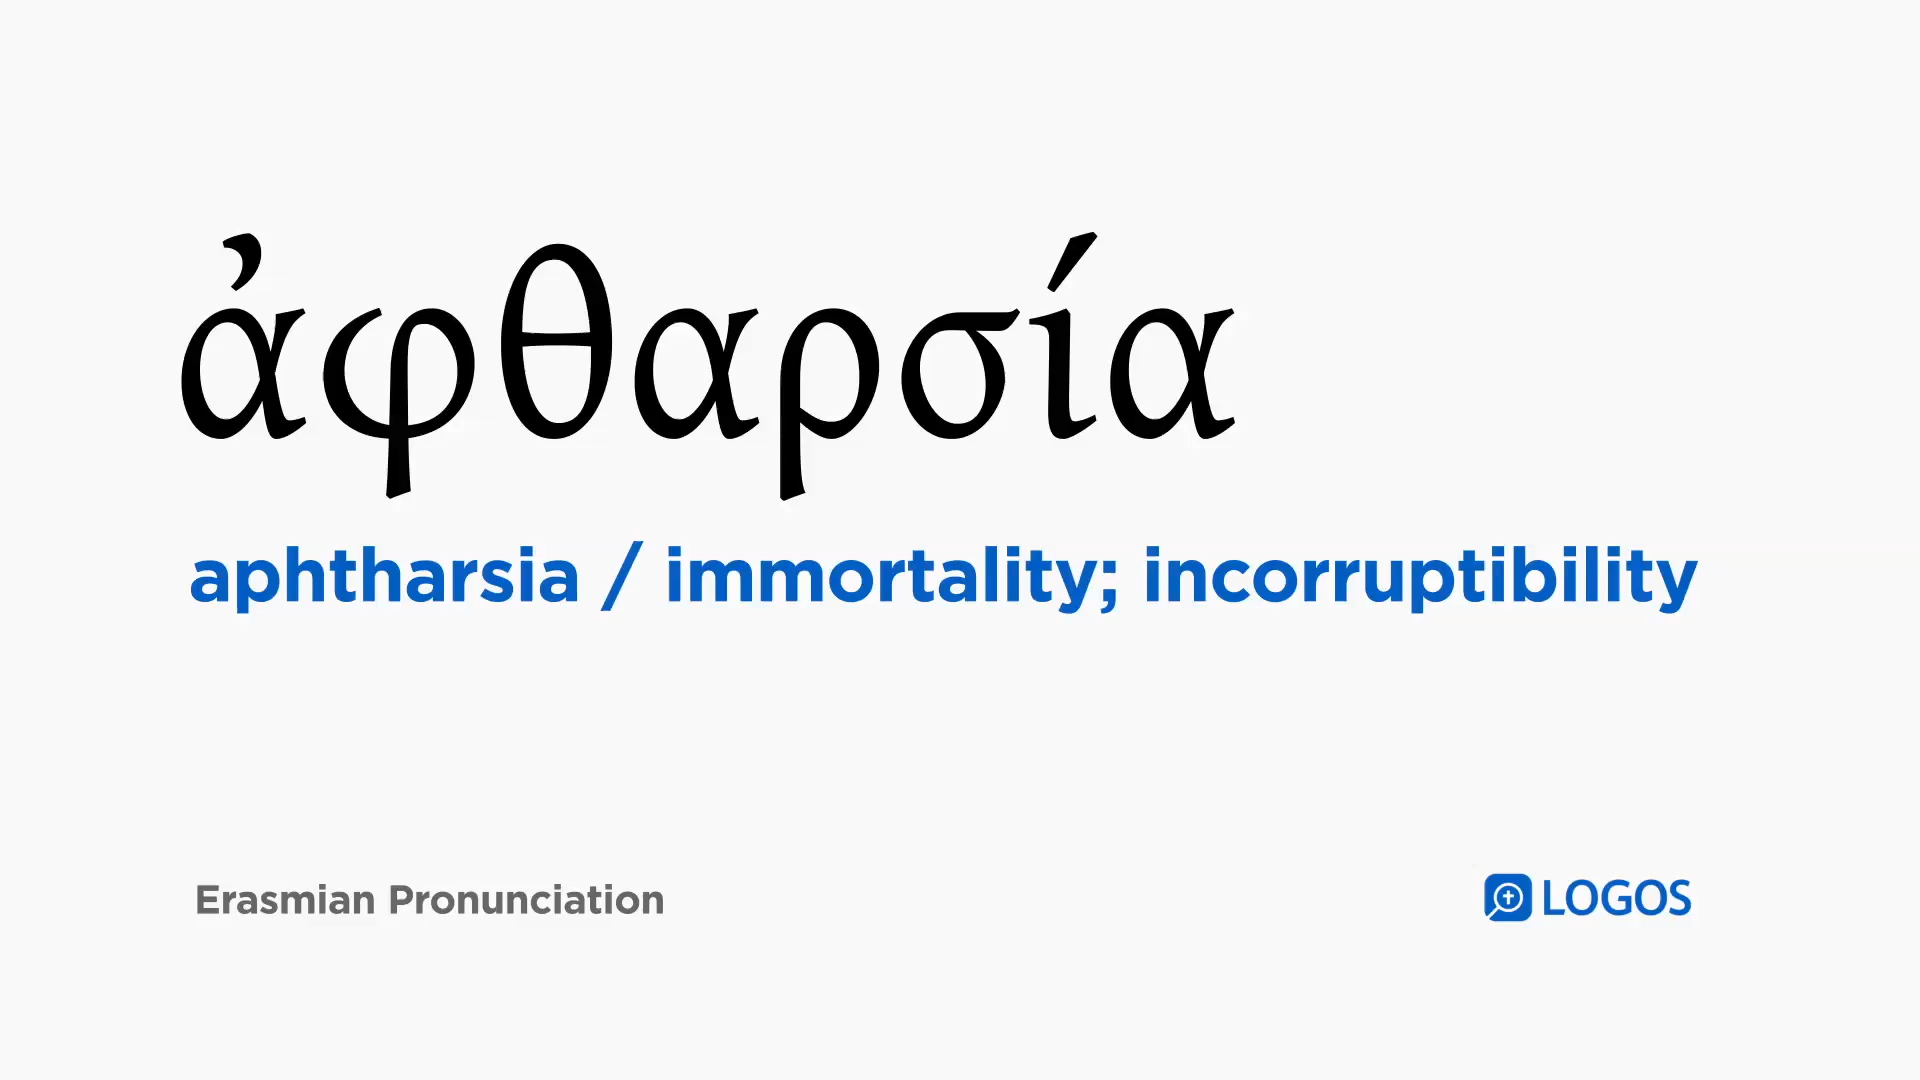 ἀφθαρσία
aphtharsia / immortality; incorruptibility
Erasmian Pronunciation
LOGOS